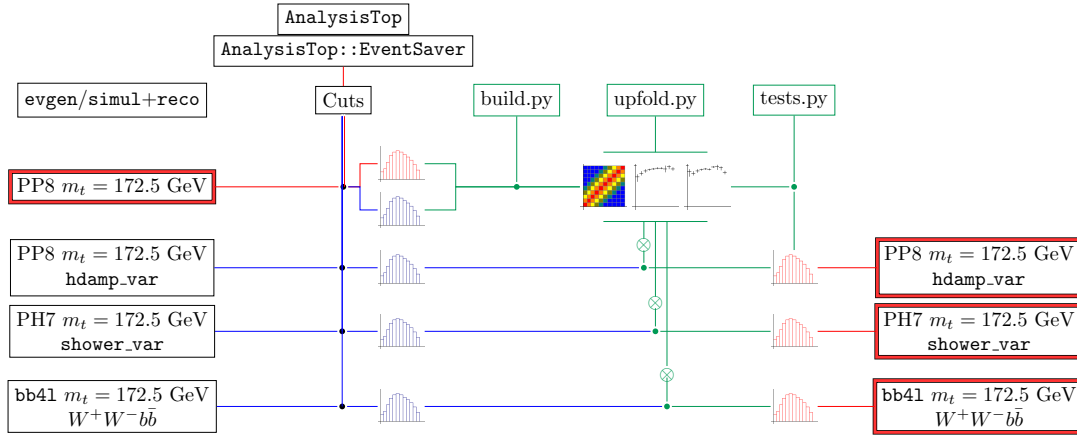 AnalysisTop
AnalysisTop::EventSaver
evgen/simul+reco
Cuts
build.py
upfold.py
tests.py
PP8 m_t = 172.5 GeV
PP8 m_t = 172.5 GeV
hdamp_var
PP8 m_t = 172.5 GeV
hdamp_var
PH7 m_t = 172.5 GeV
shower_var
PH7 m_t = 172.5 GeV
shower_var
bb4l m_t = 172.5 GeV
W⁺W⁻bb̄
bb4l m_t = 172.5 GeV
W⁺W⁻bb̄